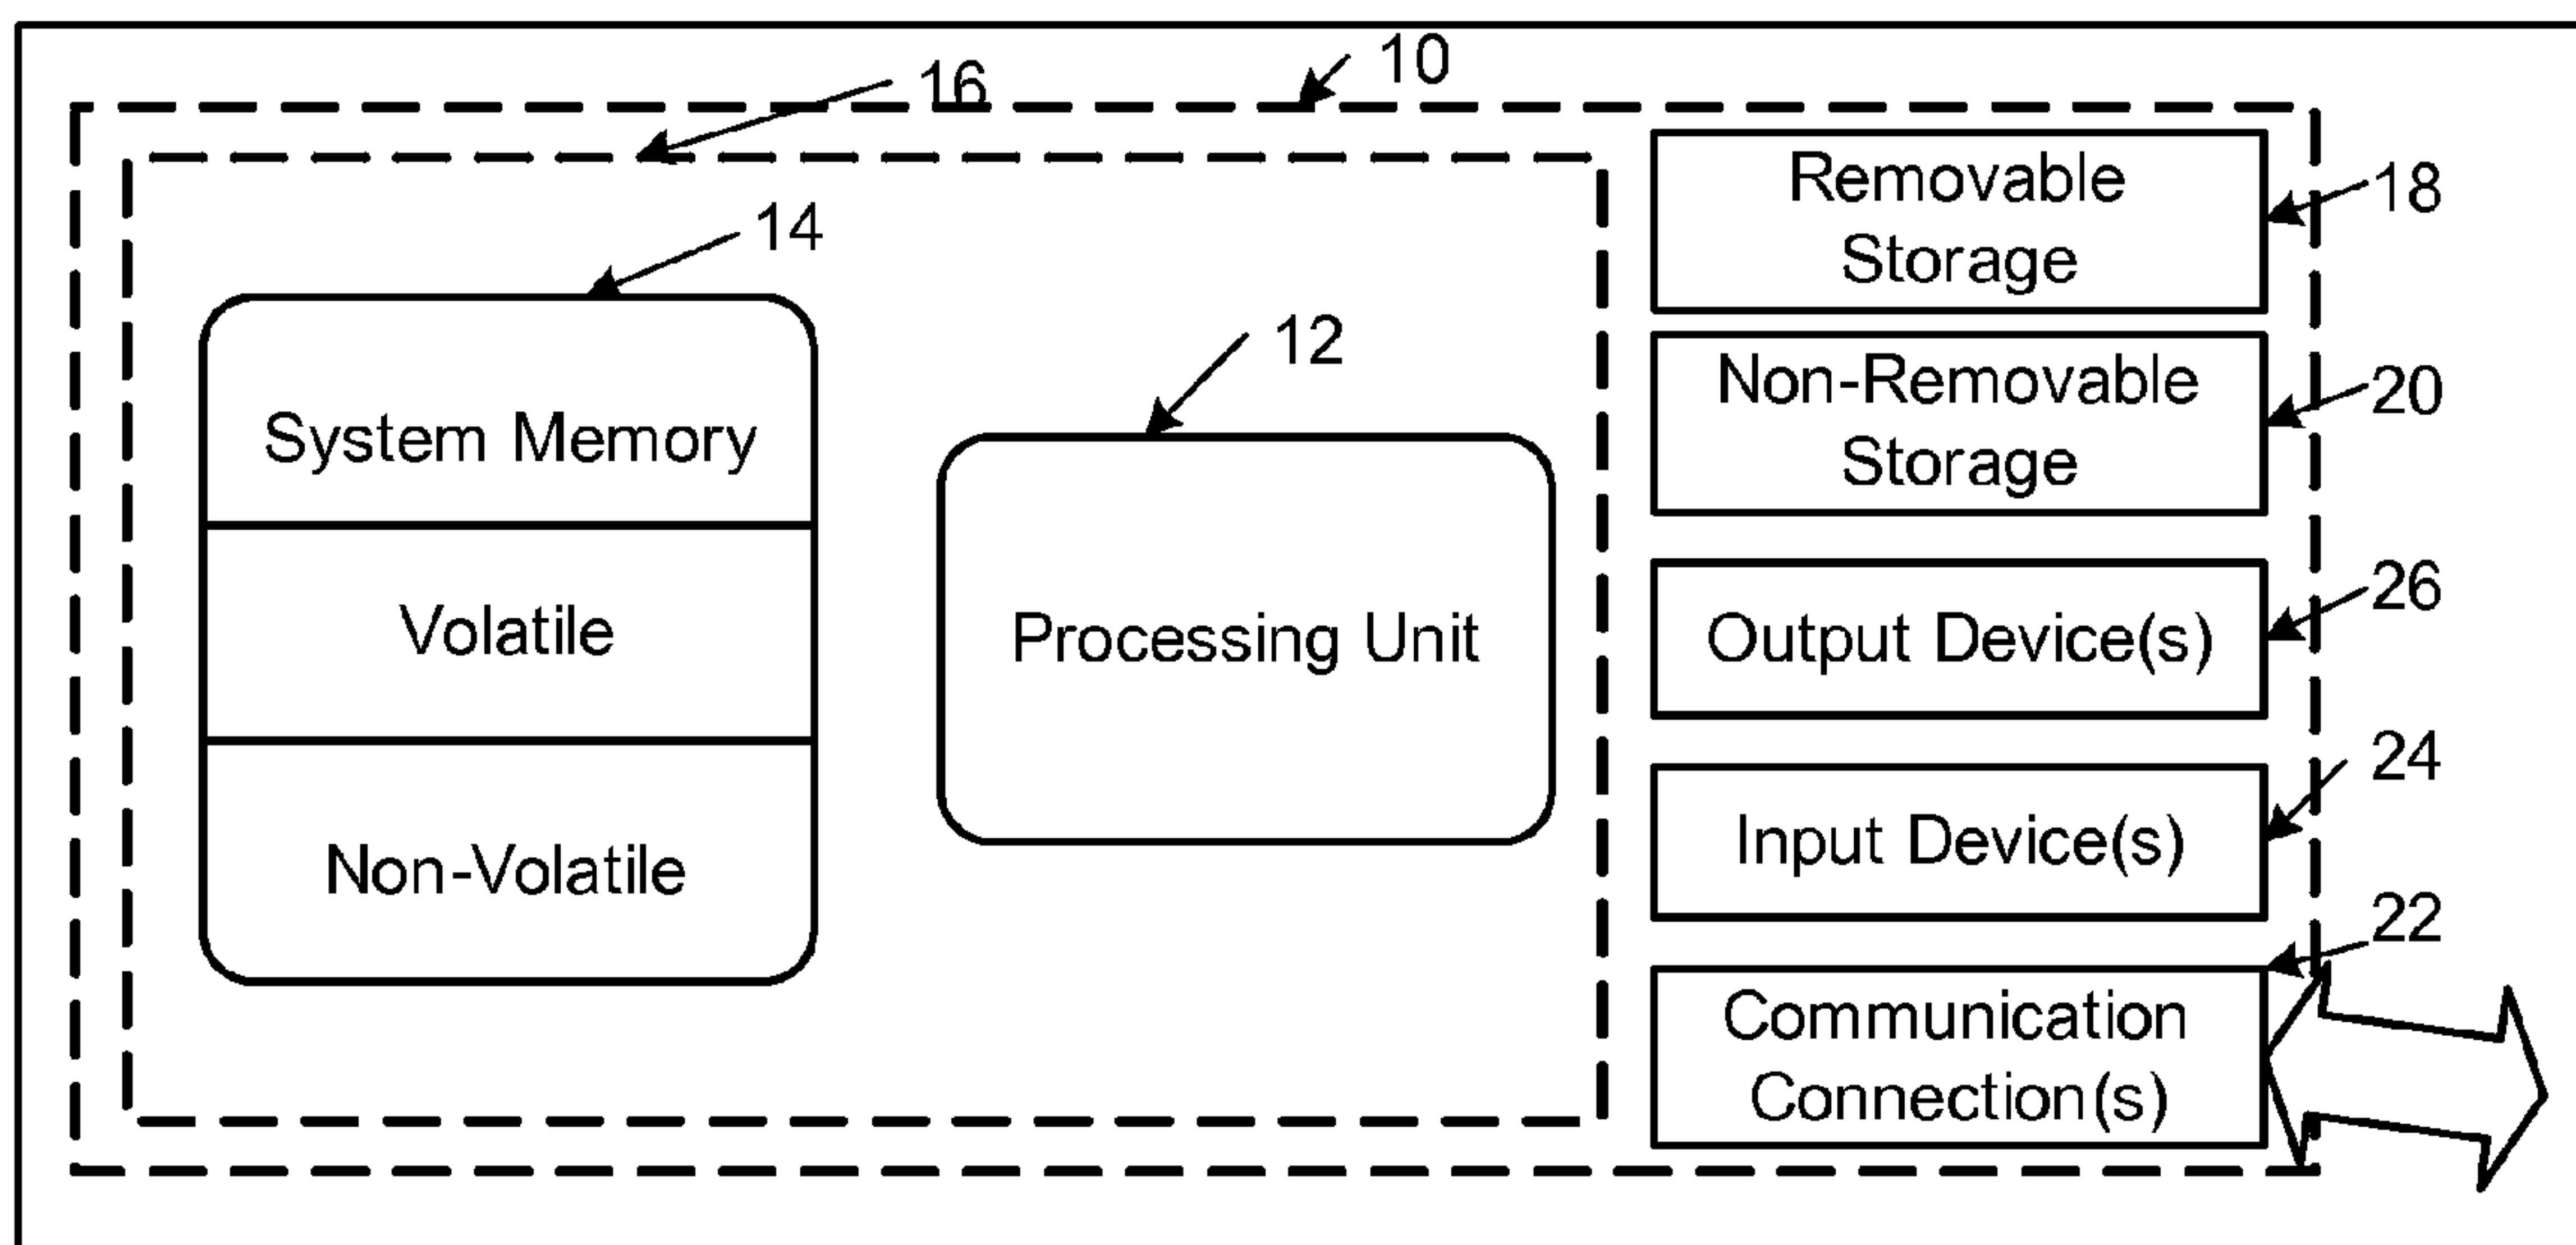 10
16
14
12
System Memory
Volatile
Non-Volatile
Processing Unit
Removable
Storage
18
Non-Removable
Storage
20
Output Device(s)
26
Input Device(s)
24
Communication
Connection(s)
22